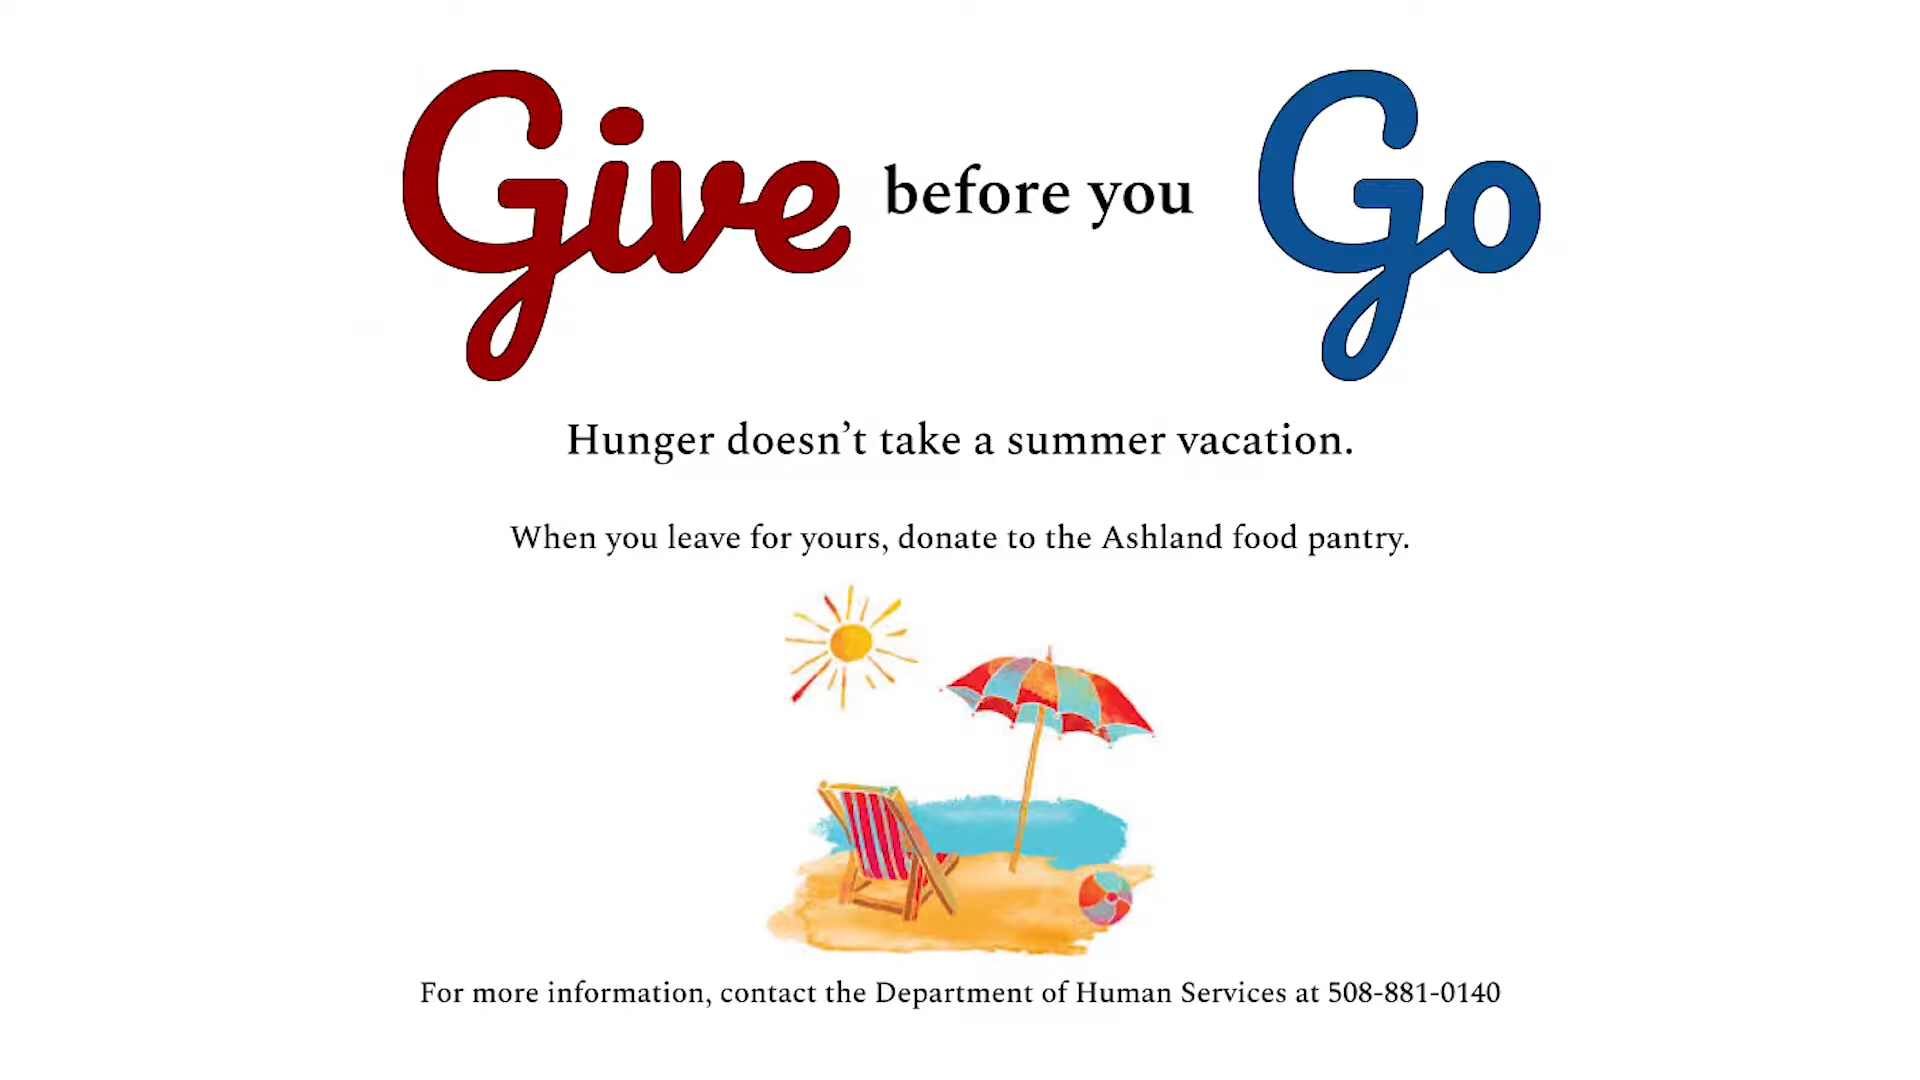 Give before you Go
Hunger doesn’t take a summer vacation.
When you leave for yours, donate to the Ashland food pantry.
For more information, contact the Department of Human Services at 508-881-0140